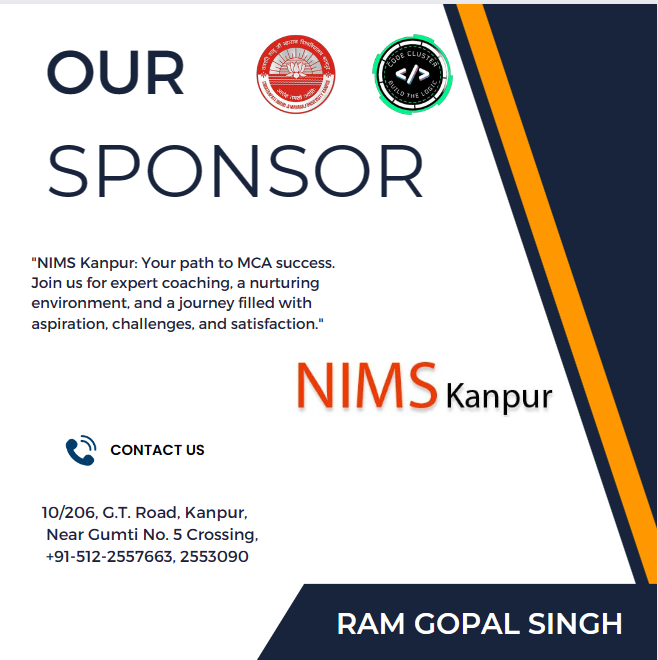 OUR
CODE CLUSTER
</>
BUILD THE LOGIC
SPONSOR
"NIMS Kanpur: Your path to MCA success.
Join us for expert coaching, a nurturing
environment, and a journey filled with
aspiration, challenges, and satisfaction."
NIMS Kanpur
CONTACT US
10/206, G.T. Road, Kanpur,
Near Gumti No. 5 Crossing,
+91-512-2557663, 2553090
RAM GOPAL SINGH